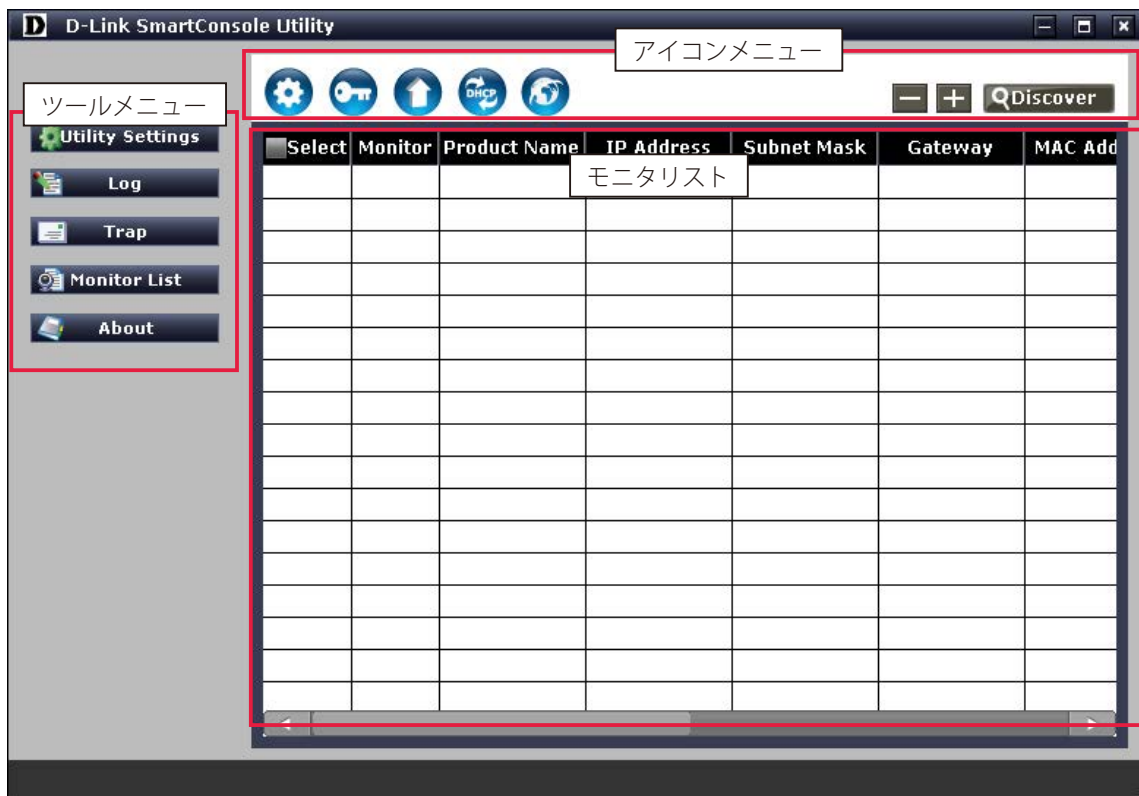 D-Link SmartConsole Utility
アイコンメニュー
DHCP
Discover
ツールメニュー
Utility Settings
Log
Trap
Monitor List
About
Select Monitor Product Name IP Address Subnet Mask Gateway MAC Add
モニタリスト